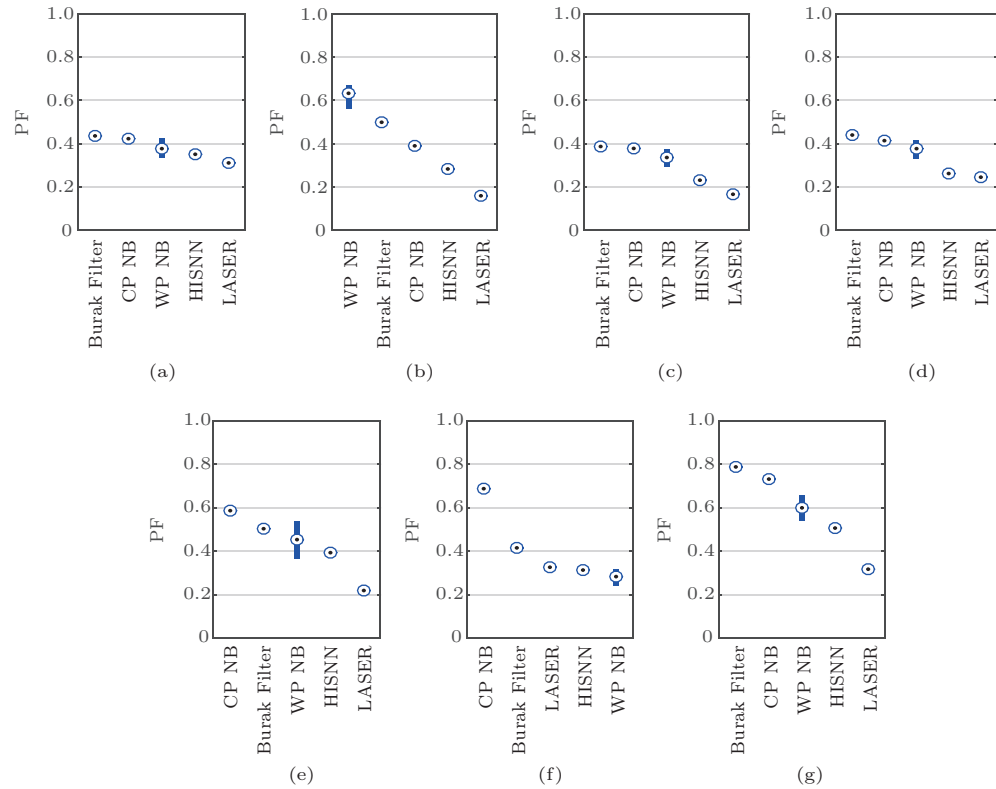 1.0 1.0 1.0 1.0
0.8 0.8 0.8 0.8
0.6 0.6 0.6 0.6
PF PF PF PF
0.4 0.4 0.4 0.4
0.2 0.2 0.2 0.2
0 0 0 0
Burak Filter CP NB WP NB HISNN LASER WP NB Burak Filter CP NB HISNN LASER Burak Filter CP NB WP NB HISNN LASER Burak Filter CP NB WP NB HISNN LASER
(a) (b) (c) (d)
1.0 1.0 1.0
0.8 0.8 0.8
0.6 0.6 0.6
PF PF PF
0.4 0.4 0.4
0.2 0.2 0.2
0 0 0
CP NB Burak Filter WP NB HISNN LASER CP NB Burak Filter LASER HISNN WP NB Burak Filter CP NB WP NB HISNN LASER
(e) (f) (g)